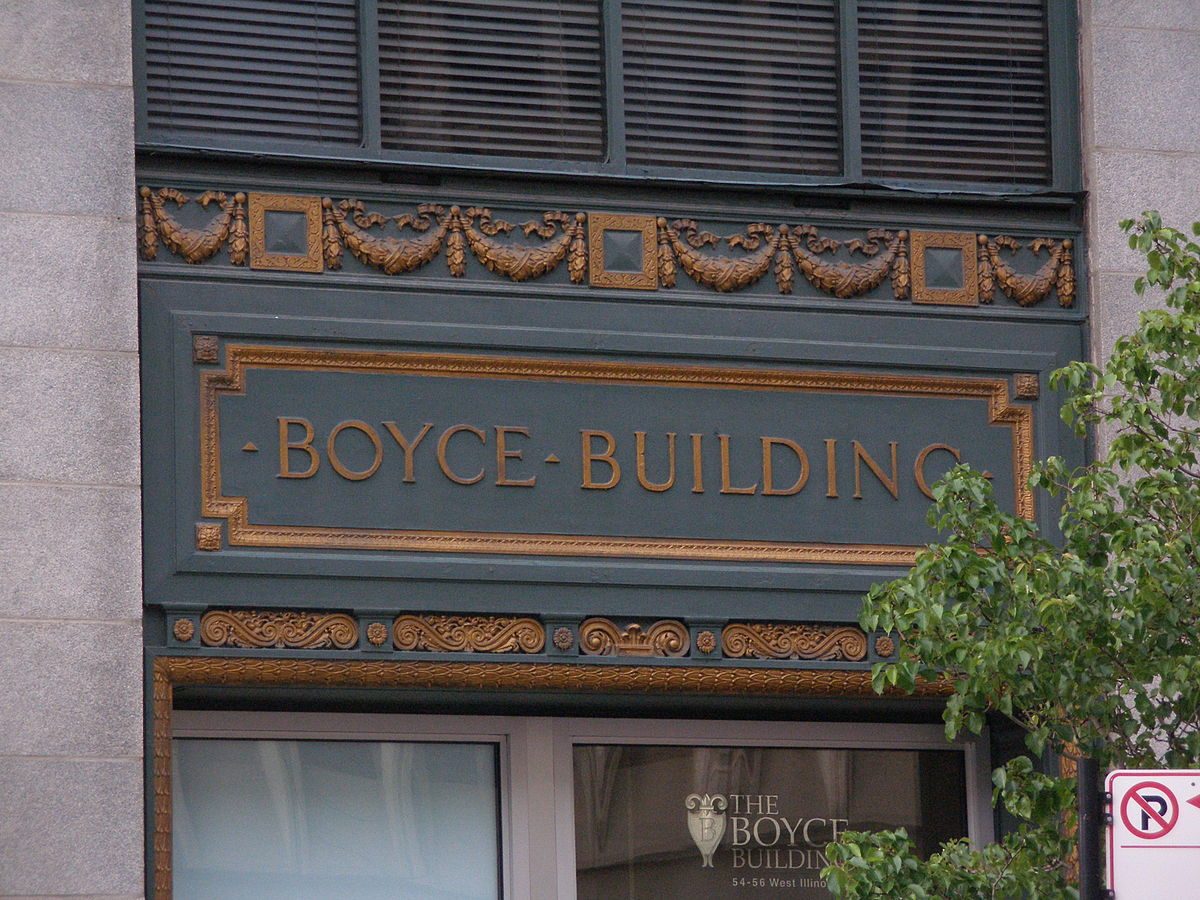 · BOYCE · BUILDING ·
THE
BOYCE
BUILDING
54-56 West
P